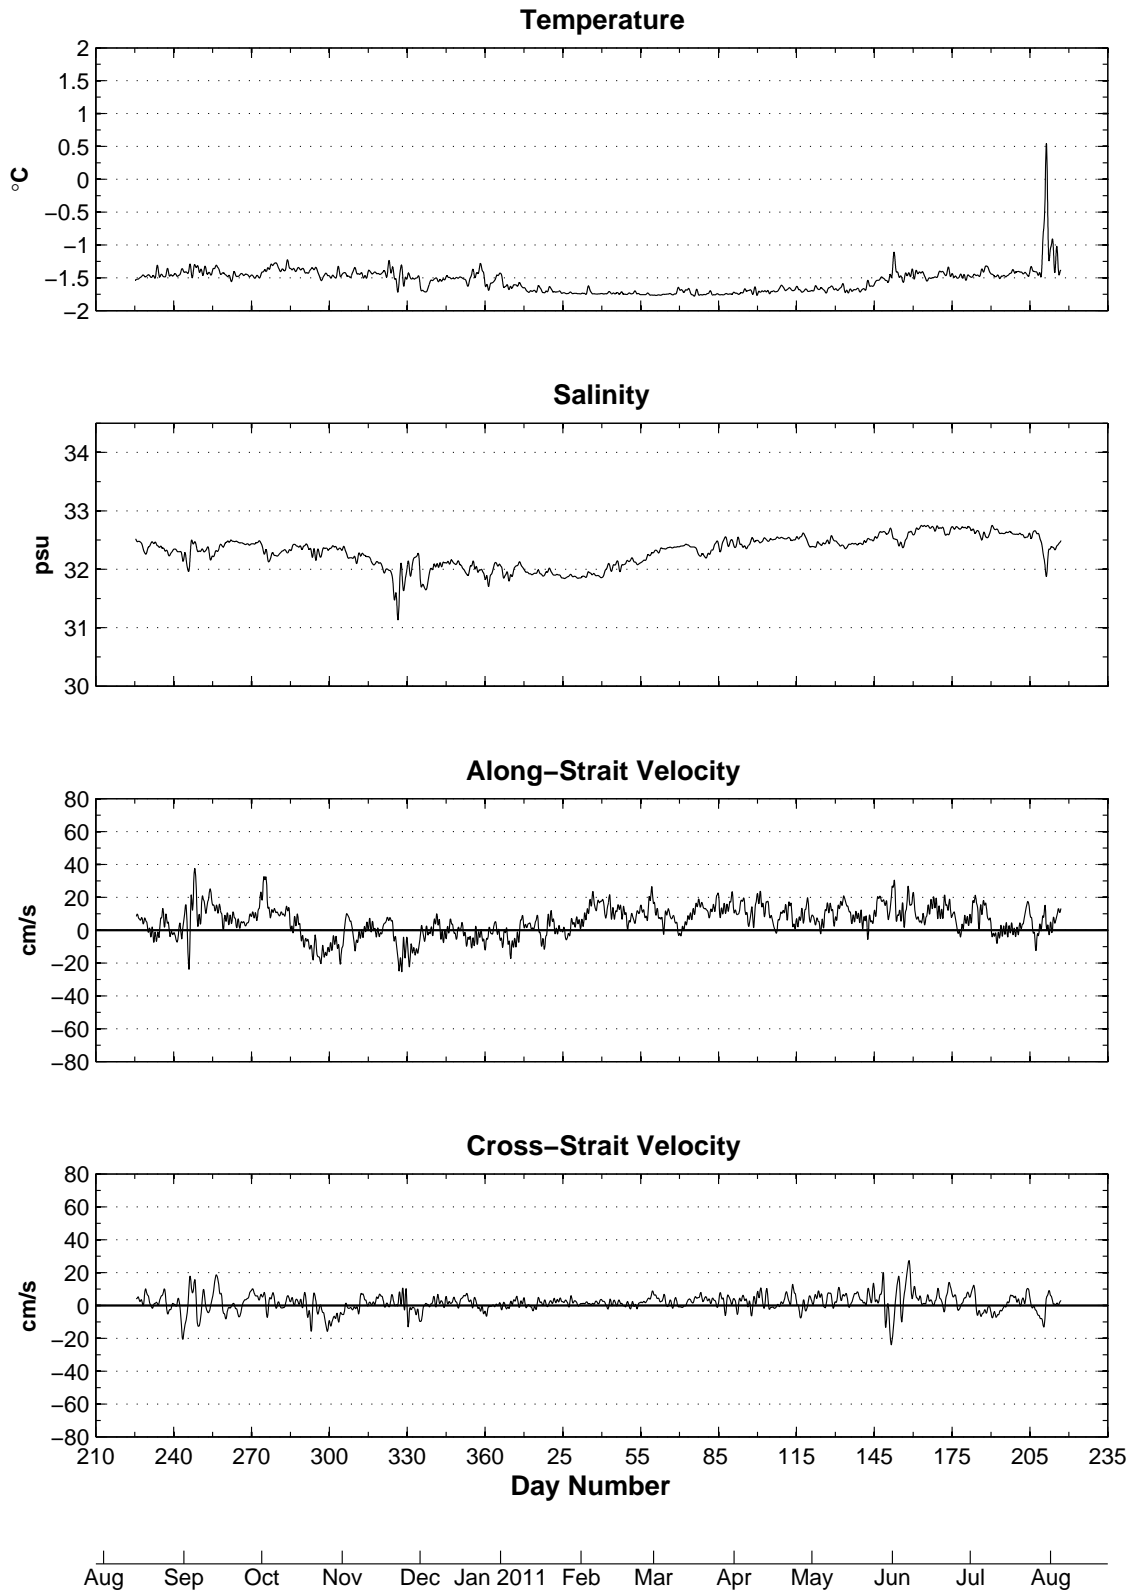 Temperature
2
1.5
1
0.5
0
−0.5
−1
−1.5
−2
°C
Salinity
34
33
32
31
30
psu
Along−Strait Velocity
80
60
40
20
0
−20
−40
−60
−80
cm/s
Cross−Strait Velocity
80
60
40
20
0
−20
−40
−60
−80
cm/s
210 240 270 300 330 360 25 55 85 115 145 175 205 235
Day Number
Aug Sep Oct Nov Dec Jan 2011 Feb Mar Apr May Jun Jul Aug